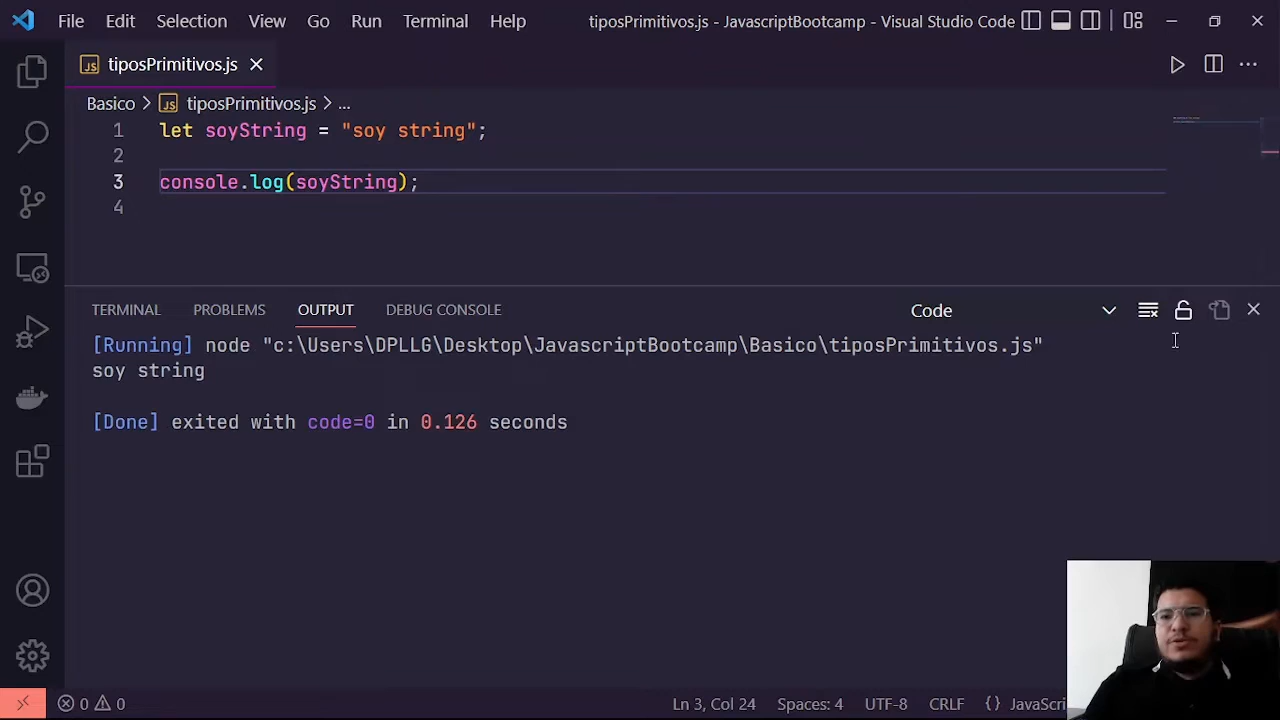 File Edit Selection View Go Run Terminal Help tiposPrimitivos.js - JavascriptBootcamp - Visual Studio Code
JS tiposPrimitivos.js
Basico > JS tiposPrimitivos.js > ...
1 let soyString = "soy string";
2
3 console.log(soyString);
4
TERMINAL PROBLEMS OUTPUT DEBUG CONSOLE Code
[Running] node "c:\Users\DPLLG\Desktop\JavascriptBootcamp\Basico\tiposPrimitivos.js"
soy string
[Done] exited with code=0 in 0.126 seconds
0 0 Ln 3, Col 24 Spaces: 4 UTF-8 CRLF {} JavaScri